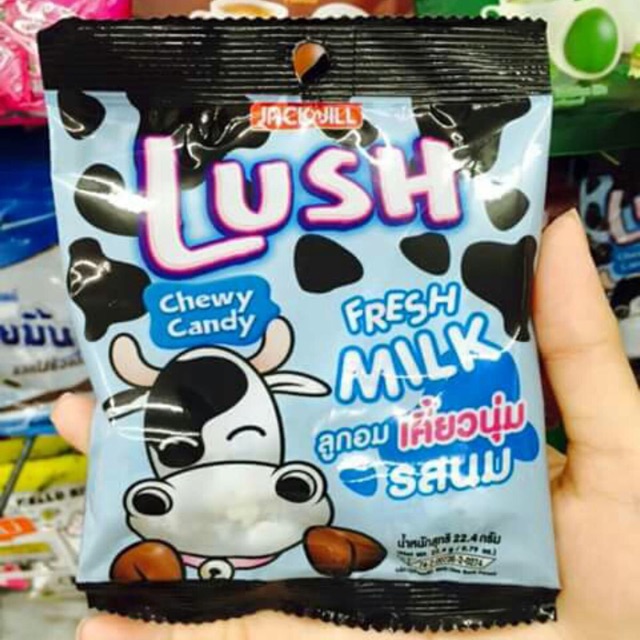 JACK'N JILL
LUSH
Chewy
Candy
FRESH
MILK
ลูกอม เคี้ยวนุ่ม
รสนม
น้ำหนักสุทธิ 22.4 กรัม